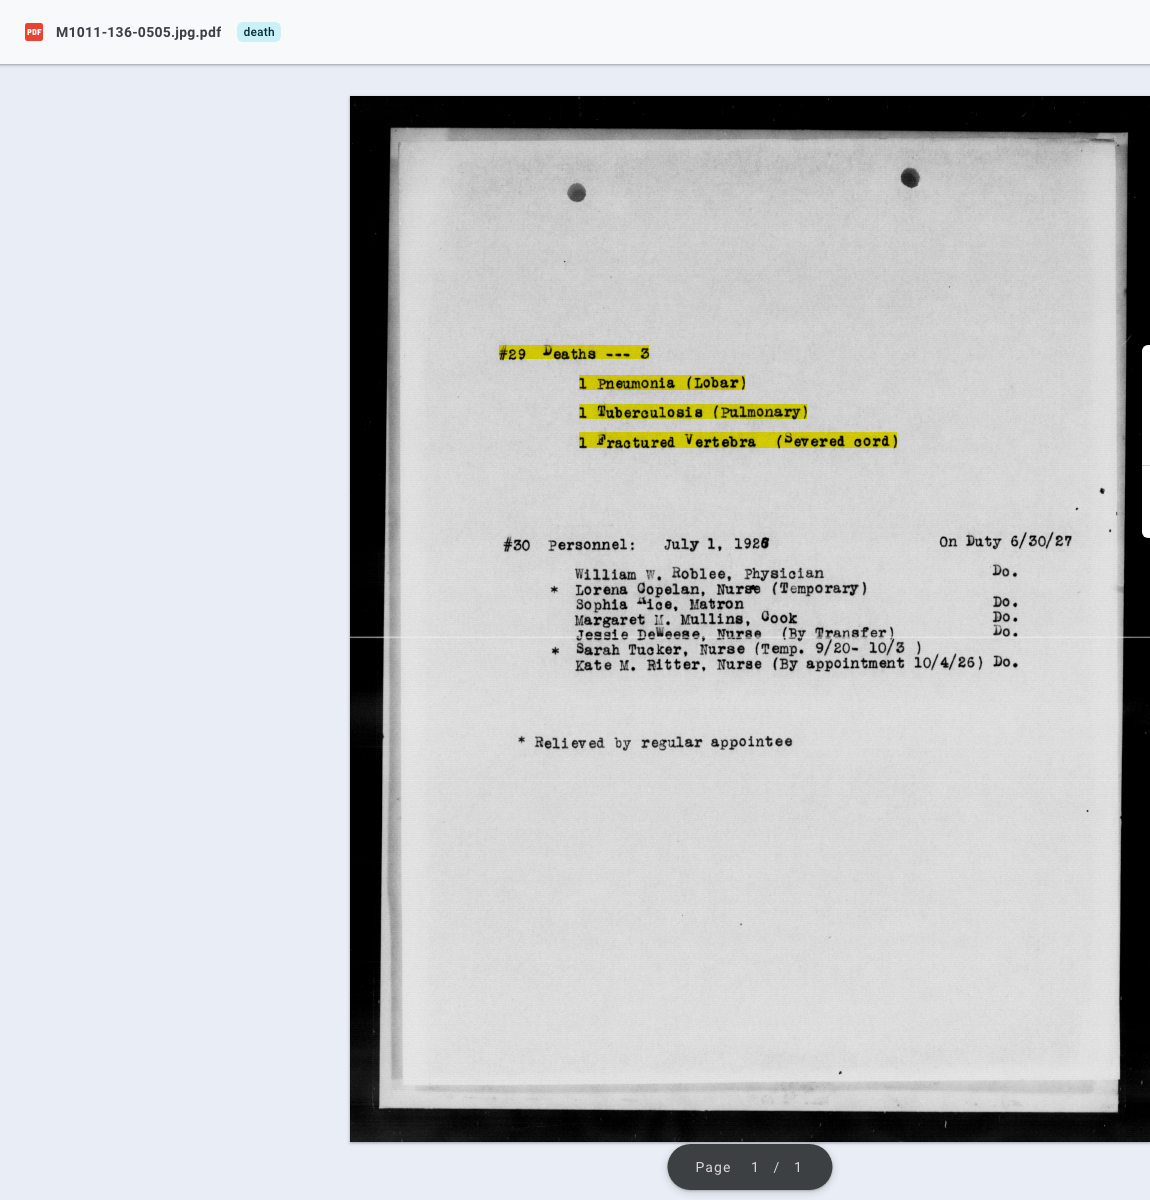 M1011-136-0505.jpg.pdf death
#29 Deaths --- 3
1 Pneumonia (Lobar)
1 Tuberculosis (Pulmonary)
1 Fractured Vertebra (Severed cord)
#30 Personnel: July 1, 1926 On Duty 6/30/27
William W. Roblee, Physician Do.
* Lorena Copelan, Nurse (Temporary)
Sophia Rice, Matron Do.
Margaret M. Mullins, Cook Do.
Jessie DeWeese, Nurse (By Transfer) Do.
* Sarah Tucker, Nurse (Temp. 9/20- 10/3 )
Kate M. Ritter, Nurse (By appointment 10/4/26) Do.
* Relieved by regular appointee
Page 1 / 1